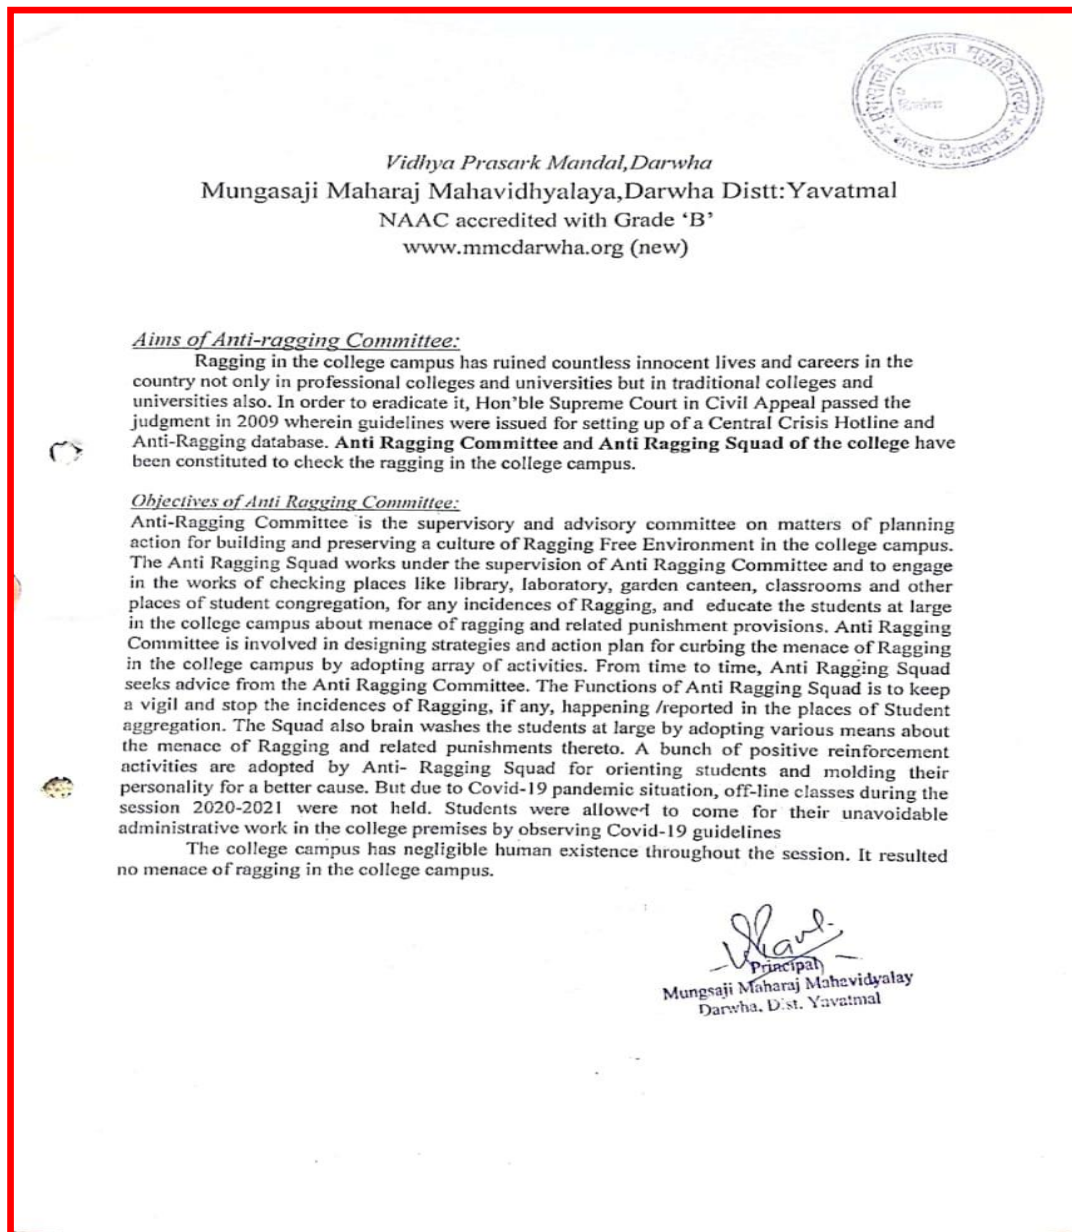 मुंगसाजी महाराज महाविद्यालय
Vidhya Prasark Mandal,Darwha
Mungasaji Maharaj Mahavidhyalaya,Darwha Distt:Yavatmal
NAAC accredited with Grade ‘B’
www.mmcdarwha.org (new)
Aims of Anti-ragging Committee:
Ragging in the college campus has ruined countless innocent lives and careers in the
country not only in professional colleges and universities but in traditional colleges and
universities also. In order to eradicate it, Hon’ble Supreme Court in Civil Appeal passed the
judgment in 2009 wherein guidelines were issued for setting up of a Central Crisis Hotline and
Anti-Ragging database. Anti Ragging Committee and Anti Ragging Squad of the college have
been constituted to check the ragging in the college campus.
Objectives of Anti Ragging Committee:
Anti-Ragging Committee is the supervisory and advisory committee on matters of planning
action for building and preserving a culture of Ragging Free Environment in the college campus.
The Anti Ragging Squad works under the supervision of Anti Ragging Committee and to engage
in the works of checking places like library, laboratory, garden canteen, classrooms and other
places of student congregation, for any incidences of Ragging, and educate the students at large
in the college campus about menace of ragging and related punishment provisions. Anti Ragging
Committee is involved in designing strategies and action plan for curbing the menace of Ragging
in the college campus by adopting array of activities. From time to time, Anti Ragging Squad
seeks advice from the Anti Ragging Committee. The Functions of Anti Ragging Squad is to keep
a vigil and stop the incidences of Ragging, if any, happening /reported in the places of Student
aggregation. The Squad also brain washes the students at large by adopting various means about
the menace of Ragging and related punishments thereto. A bunch of positive reinforcement
activities are adopted by Anti- Ragging Squad for orienting students and molding their
personality for a better cause. But due to Covid-19 pandemic situation, off-line classes during the
session 2020-2021 were not held. Students were allowed to come for their unavoidable
administrative work in the college premises by observing Covid-19 guidelines
The college campus has negligible human existence throughout the session. It resulted
no menace of ragging in the college campus.
Principal
Mungsaji Maharaj Mahavidyalay
Darwha, Dist. Yavatmal